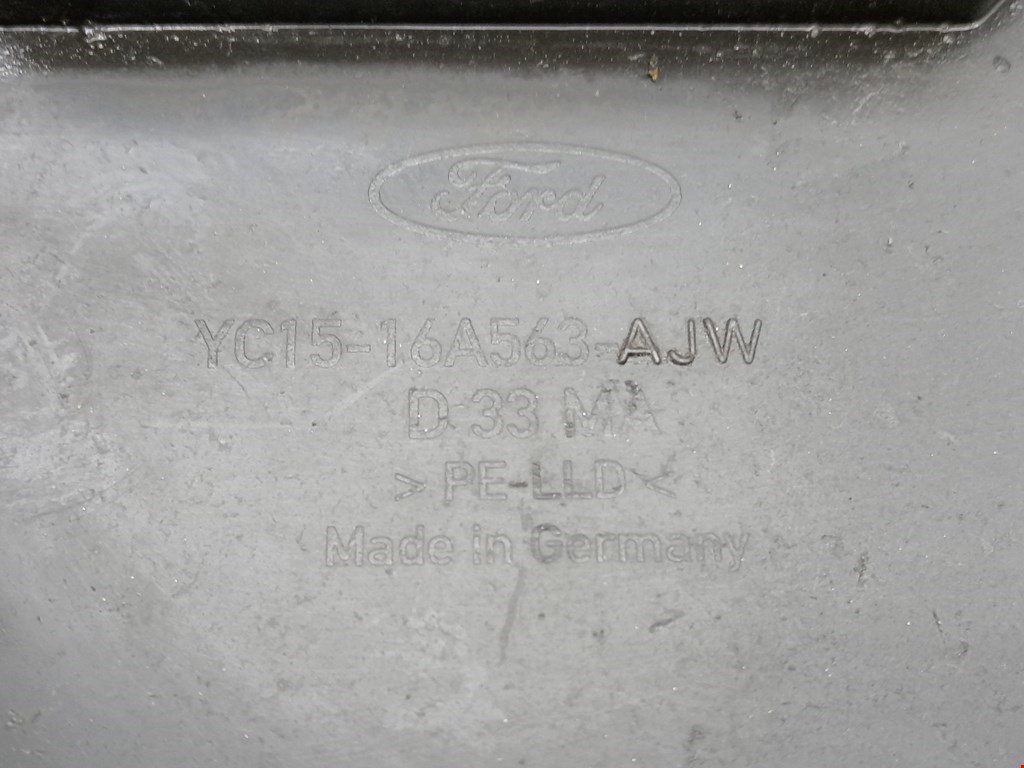 Ford
YC15-16A563-AJW
D 33 MA
> PE-LLD <
Made in Germany